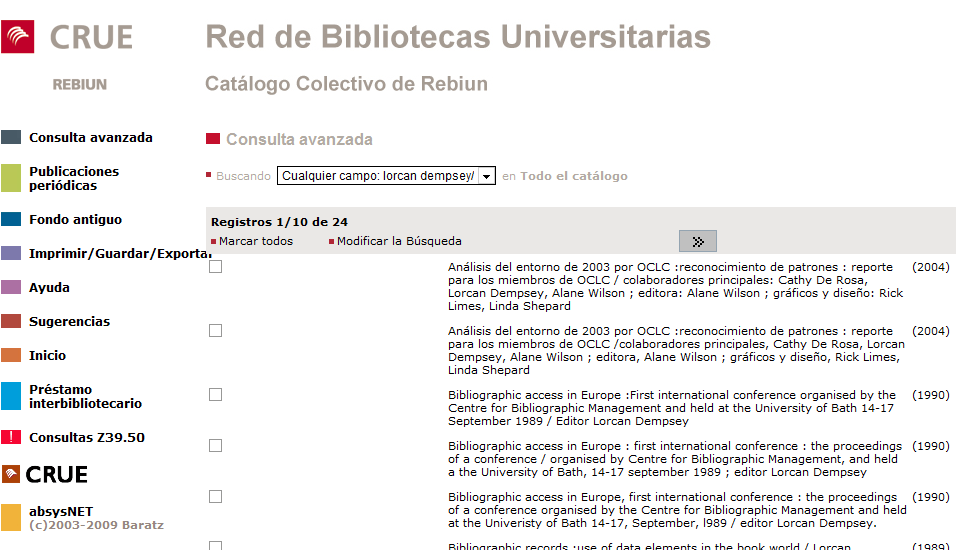 CRUE
REBIUN
Red de Bibliotecas Universitarias
Catálogo Colectivo de Rebiun
Consulta avanzada
Publicaciones
periódicas
Fondo antiguo
Imprimir/Guardar/Exportar
Ayuda
Sugerencias
Inicio
Préstamo
interbibliotecario
Consultas Z39.50
CRUE
absysNET
(c)2003-2009 Baratz
Consulta avanzada
Buscando Cualquier campo: lorcan dempsey/ en Todo el catálogo
Registros 1/10 de 24
Marcar todos Modificar la Búsqueda
Análisis del entorno de 2003 por OCLC :reconocimiento de patrones : reporte (2004)
para los miembros de OCLC / colaboradores principales: Cathy De Rosa,
Lorcan Dempsey, Alane Wilson ; editora: Alane Wilson ; gráficos y diseño: Rick
Limes, Linda Shepard
Análisis del entorno de 2003 por OCLC :reconocimiento de patrones : reporte (2004)
para los miembros de OCLC /colaboradores principales, Cathy De Rosa, Lorcan
Dempsey, Alane Wilson ; editora, Alane Wilson ; gráficos y diseño, Rick Limes,
Linda Shepard
Bibliographic access in Europe :First international conference organised by the (1990)
Centre for Bibliographic Management and held at the University of Bath 14-17
September 1989 / Editor Lorcan Dempsey
Bibliographic access in Europe : first international conference : the proceedings (1990)
of a conference / organised by Centre for Bibliographic Management, and held
a the University of Bath, 14-17 september 1989 ; editor Lorcan Dempsey
Bibliographic access in Europe, first international conference : the proceedings (1990)
of a conference organised by the Centre for Bibliographic Management and held
at the Univeristy of Bath 14-17, September, l989 / editor Lorcan Dempsey.
Bibliographic records :use of data elements in the book world / Lorcan (1989)